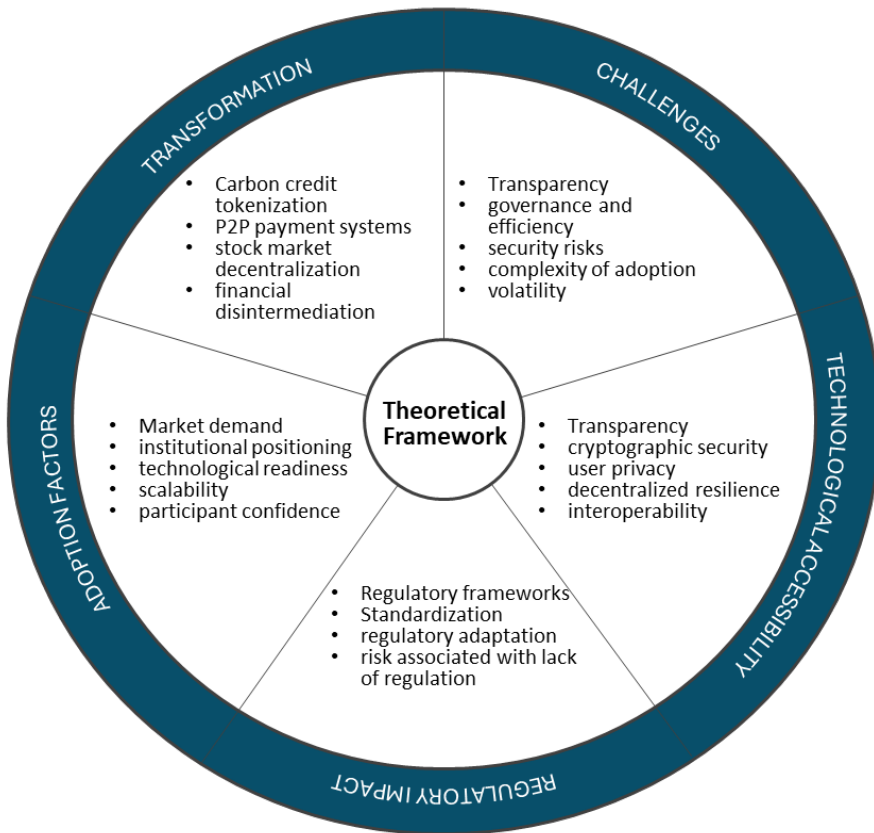 TRANSFORMATION
• Carbon credit
tokenization
• P2P payment systems
• stock market
decentralization
• financial
disintermediation
CHALLENGES
• Transparency
• governance and
efficiency
• security risks
• complexity of adoption
• volatility
Theoretical
Framework
ADOPTION FACTORS
• Market demand
• institutional positioning
• technological readiness
• scalability
• participant confidence
TECHNOLOGICAL ACCESSIBILITY
• Transparency
• cryptographic security
• user privacy
• decentralized resilience
• interoperability
• Regulatory frameworks
• Standardization
• regulatory adaptation
• risk associated with lack
of regulation
REGULATORY IMPACT